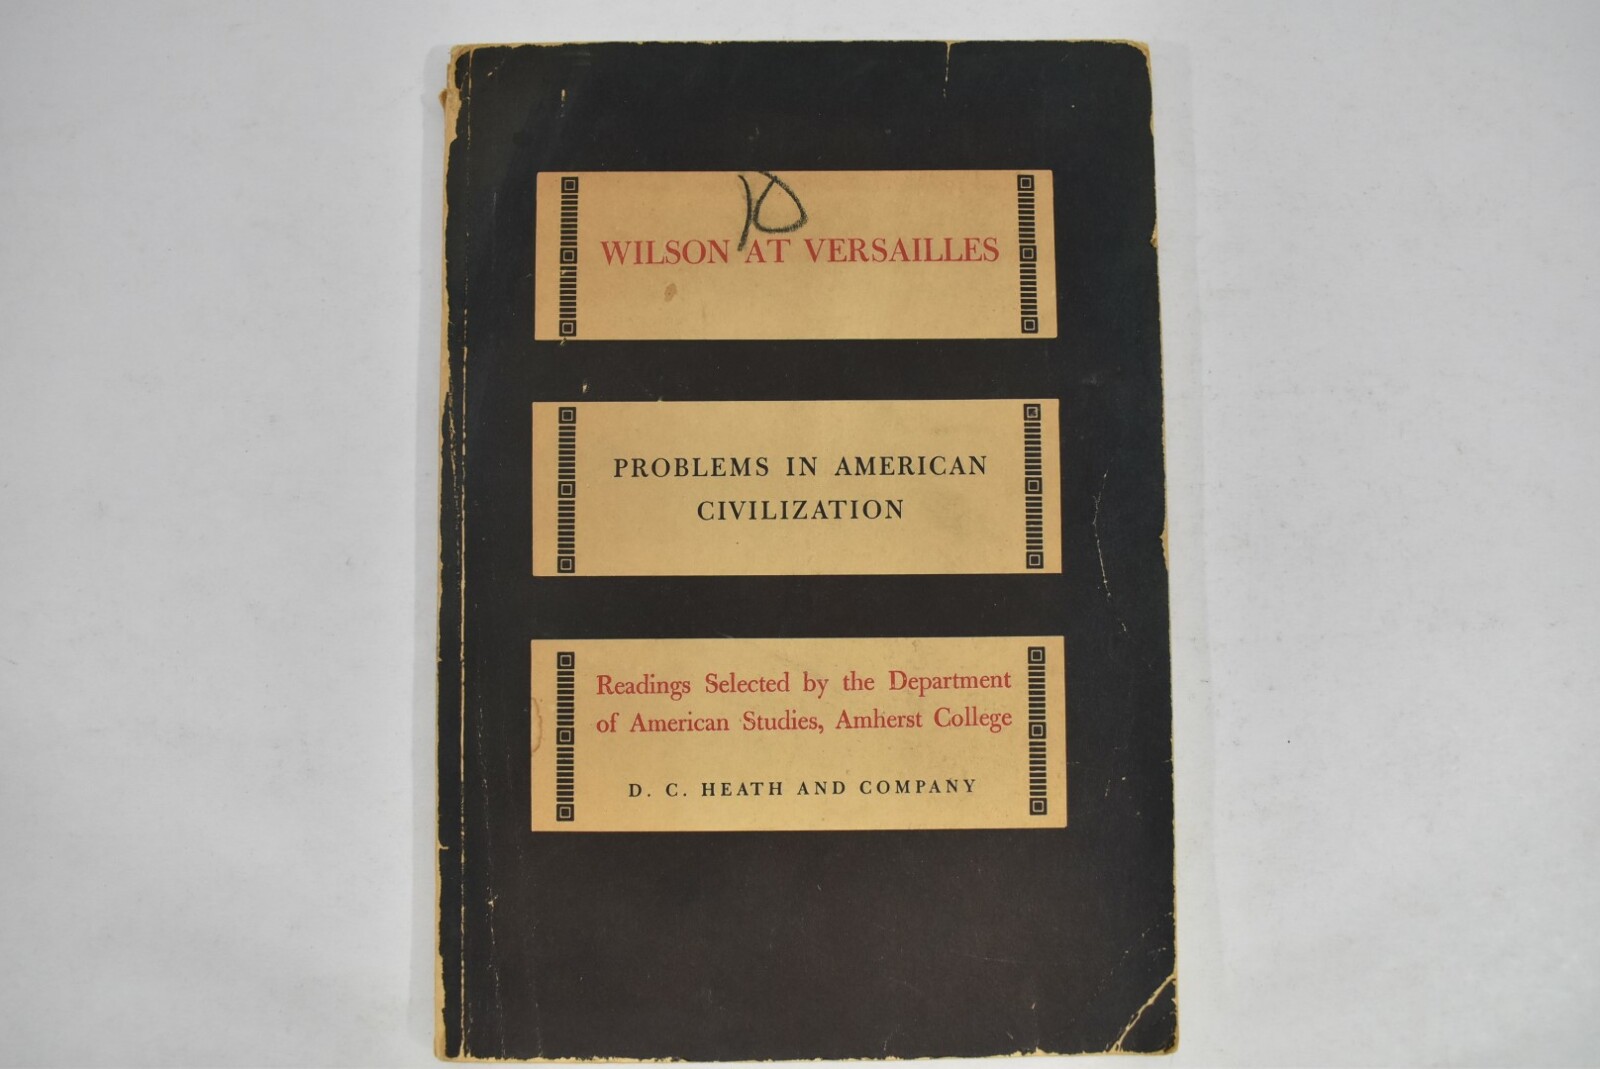 WILSON AT VERSAILLES
PROBLEMS IN AMERICAN
CIVILIZATION
Readings Selected by the Department
of American Studies, Amherst College
D. C. HEATH AND COMPANY